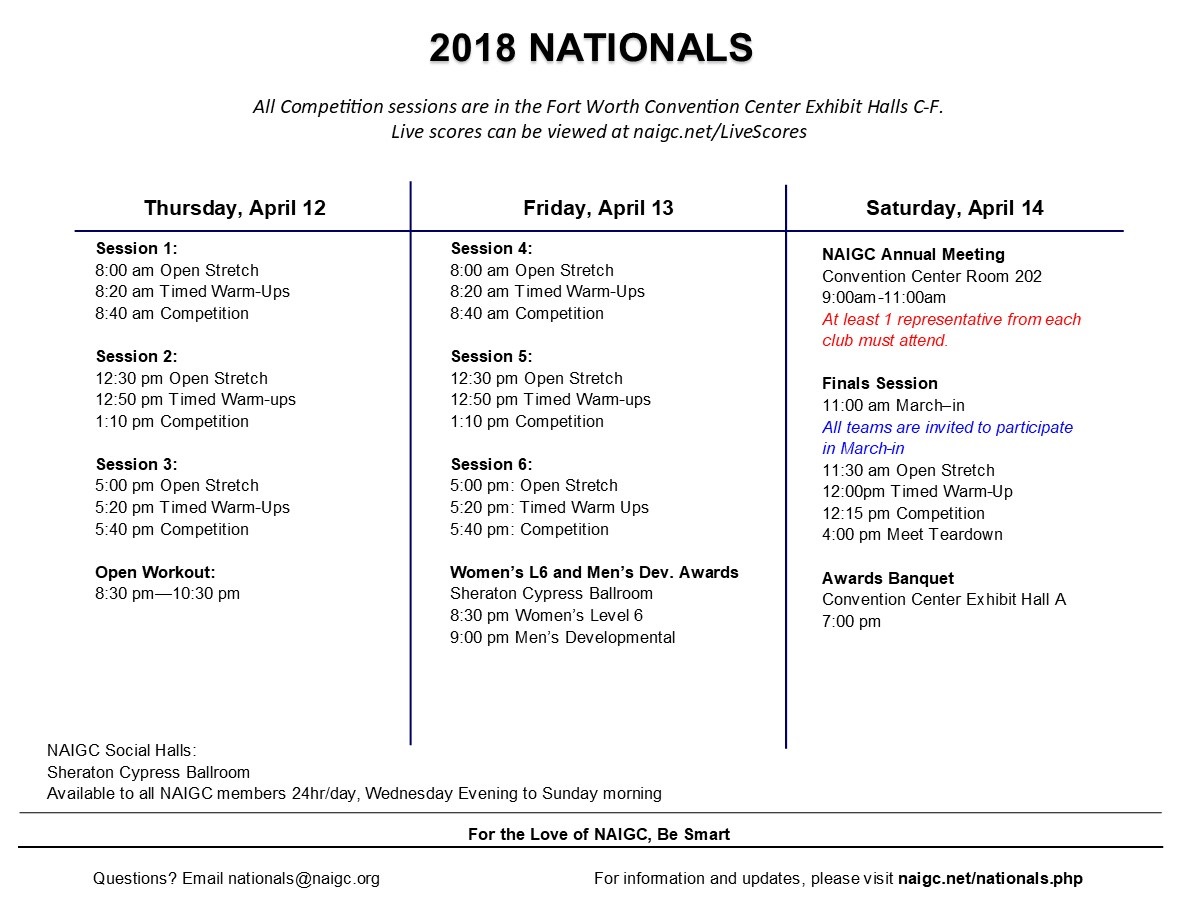 2018 NATIONALS
All Competition sessions are in the Fort Worth Convention Center Exhibit Halls C-F.
Live scores can be viewed at naigc.net/LiveScores
Thursday, April 12
Session 1:
8:00 am Open Stretch
8:20 am Timed Warm-Ups
8:40 am Competition
Session 2:
12:30 pm Open Stretch
12:50 pm Timed Warm-ups
1:10 pm Competition
Session 3:
5:00 pm Open Stretch
5:20 pm Timed Warm-Ups
5:40 pm Competition
Open Workout:
8:30 pm—10:30 pm
Friday, April 13
Session 4:
8:00 am Open Stretch
8:20 am Timed Warm-Ups
8:40 am Competition
Session 5:
12:30 pm Open Stretch
12:50 pm Timed Warm-ups
1:10 pm Competition
Session 6:
5:00 pm: Open Stretch
5:20 pm: Timed Warm Ups
5:40 pm: Competition
Women’s L6 and Men’s Dev. Awards
Sheraton Cypress Ballroom
8:30 pm Women’s Level 6
9:00 pm Men’s Developmental
Saturday, April 14
NAIGC Annual Meeting
Convention Center Room 202
9:00am-11:00am
At least 1 representative from each
club must attend.
Finals Session
11:00 am March–in
All teams are invited to participate
in March-in
11:30 am Open Stretch
12:00pm Timed Warm-Up
12:15 pm Competition
4:00 pm Meet Teardown
Awards Banquet
Convention Center Exhibit Hall A
7:00 pm
NAIGC Social Halls:
Sheraton Cypress Ballroom
Available to all NAIGC members 24hr/day, Wednesday Evening to Sunday morning
For the Love of NAIGC, Be Smart
Questions? Email nationals@naigc.org
For information and updates, please visit naigc.net/nationals.php